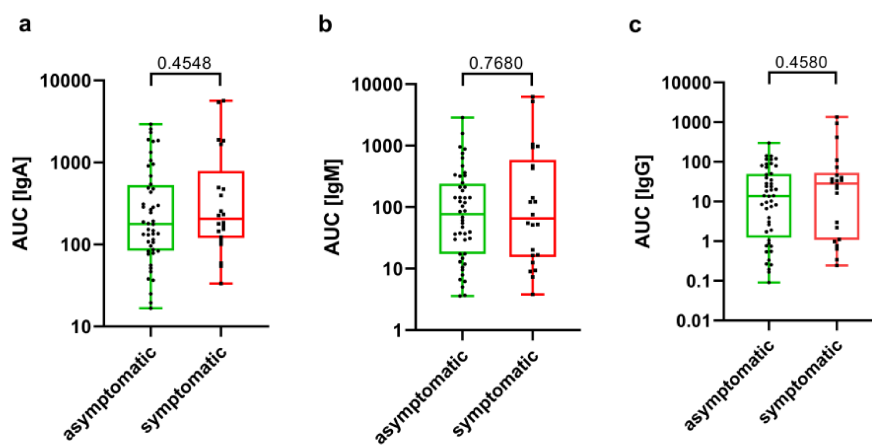 a
0.4548
AUC [IgA]
10000
1000
100
10
asymptomatic
symptomatic
b
0.7680
AUC [IgM]
10000
1000
100
10
1
asymptomatic
symptomatic
c
0.4580
AUC [IgG]
10000
1000
100
10
1
0.1
0.01
asymptomatic
symptomatic